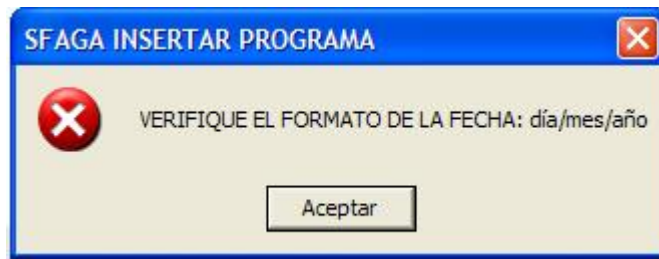 SFAGA INSERTAR PROGRAMA
VERIFIQUE EL FORMATO DE LA FECHA: día/mes/año
Aceptar